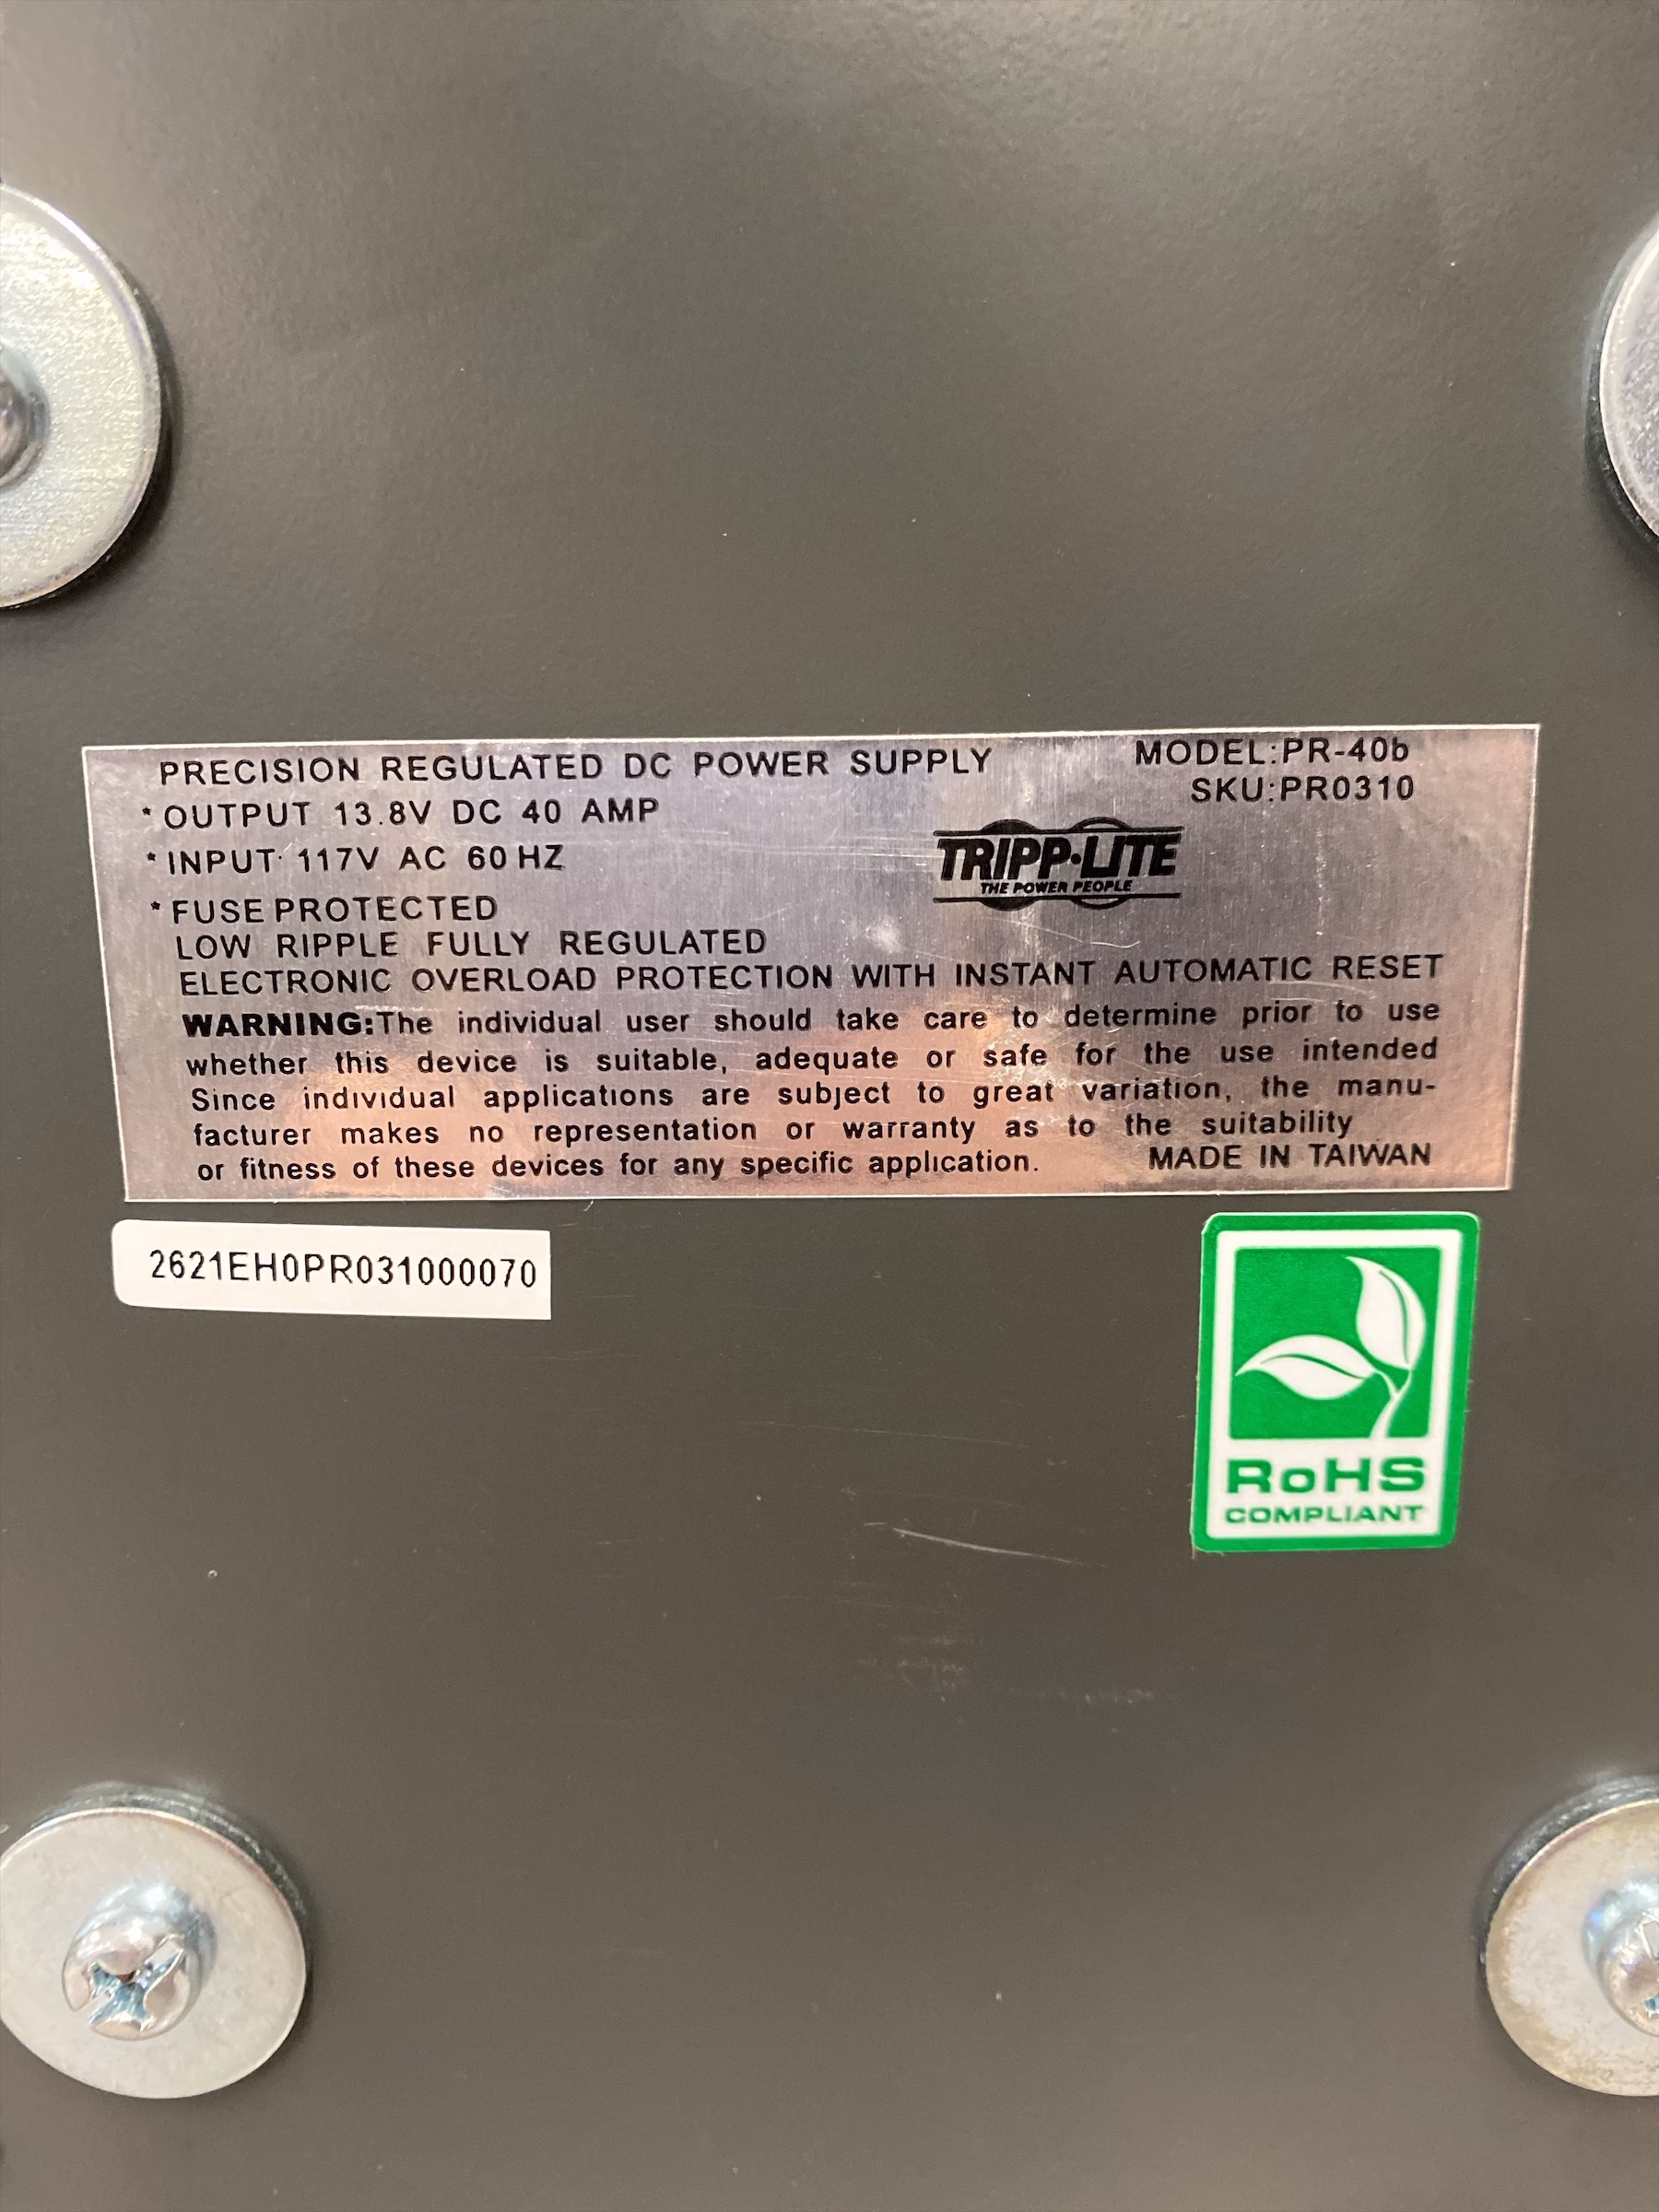 PRECISION REGULATED DC POWER SUPPLY
MODEL:PR-40b
SKU:PR0310
*OUTPUT 13.8V DC 40 AMP
*INPUT· 117V AC 60 HZ
TRIPP·LITE
THE POWER PEOPLE
*FUSE PROTECTED
LOW RIPPLE FULLY REGULATED
ELECTRONIC OVERLOAD PROTECTION WITH INSTANT AUTOMATIC RESET
WARNING:The individual user should take care to determine prior to use
whether this device is suitable, adequate or safe for the use intended
Since individual applications are subject to great variation, the manu-
facturer makes no representation or warranty as to the suitability
or fitness of these devices for any specific application.
MADE IN TAIWAN
2621EH0PR031000070
RoHS
COMPLIANT